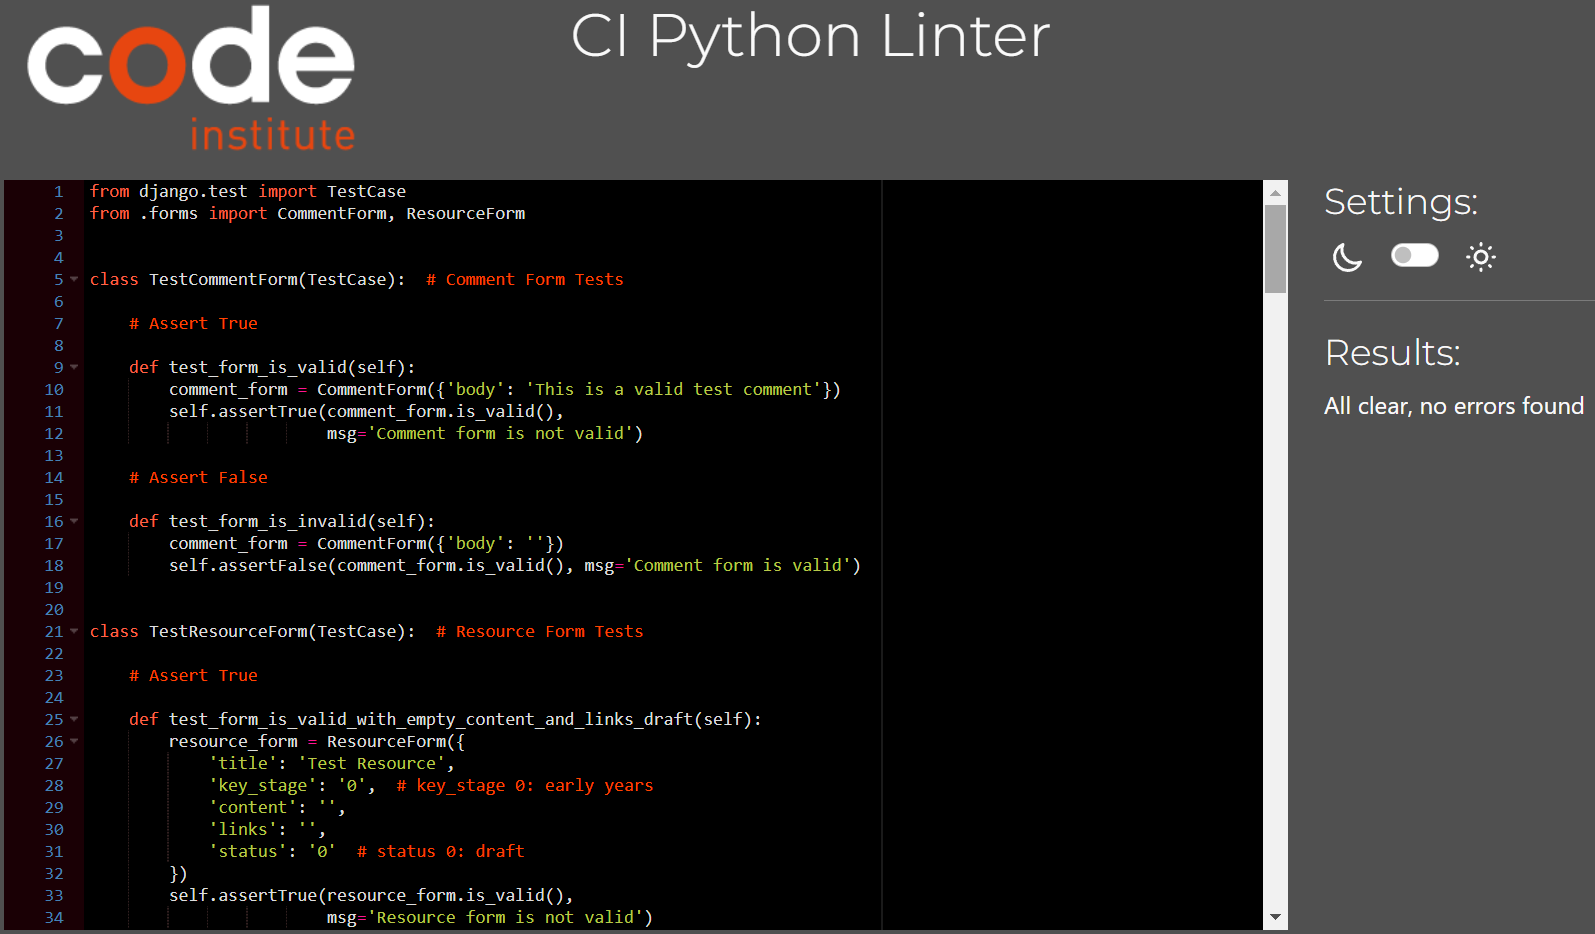 code
institute
CI Python Linter
1 from django.test import TestCase
2 from .forms import CommentForm, ResourceForm
3
4
5 class TestCommentForm(TestCase):  # Comment Form Tests
6
7     # Assert True
8
9     def test_form_is_valid(self):
10         comment_form = CommentForm({'body': 'This is a valid test comment'})
11         self.assertTrue(comment_form.is_valid(),
12                         msg='Comment form is not valid')
13
14     # Assert False
15
16     def test_form_is_invalid(self):
17         comment_form = CommentForm({'body': ''})
18         self.assertFalse(comment_form.is_valid(), msg='Comment form is valid')
19
20
21 class TestResourceForm(TestCase):  # Resource Form Tests
22
23     # Assert True
24
25     def test_form_is_valid_with_empty_content_and_links_draft(self):
26         resource_form = ResourceForm({
27             'title': 'Test Resource',
28             'key_stage': '0',  # key_stage 0: early years
29             'content': '',
30             'links': '',
31             'status': '0'  # status 0: draft
32         })
33         self.assertTrue(resource_form.is_valid(),
34                         msg='Resource form is not valid')
Settings:
Results:
All clear, no errors found